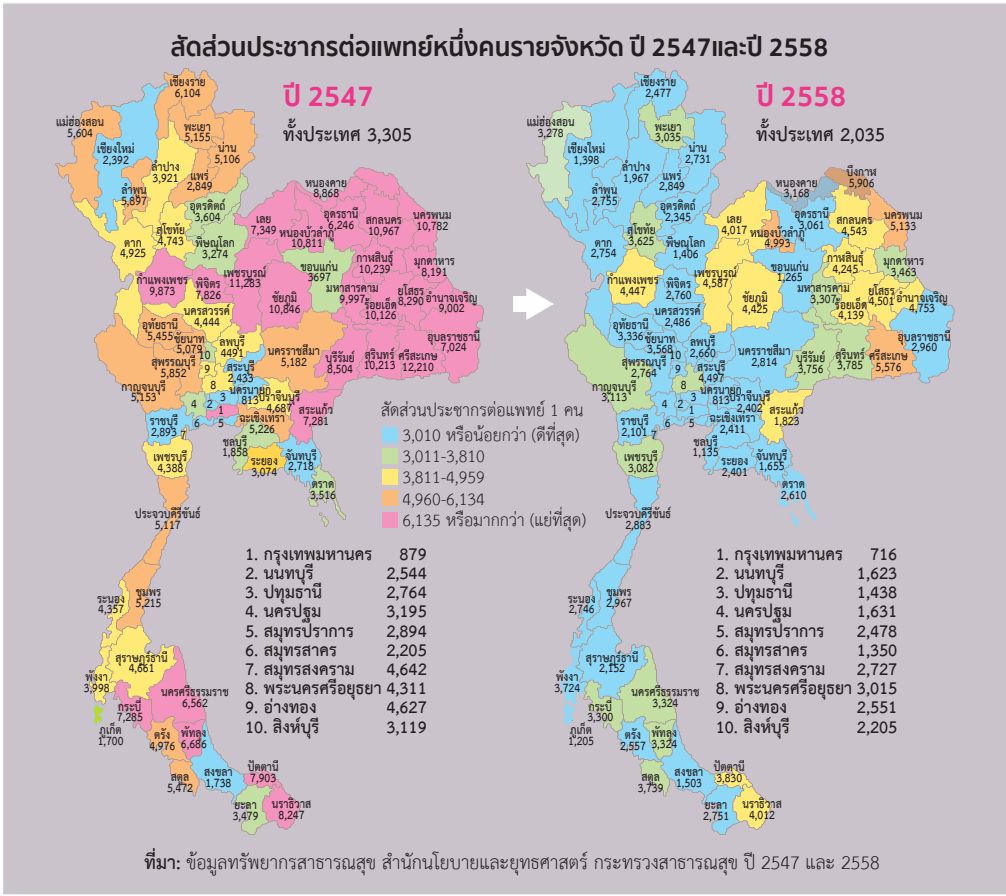 สัดส่วนประชากรต่อแพทย์หนึ่งคนรายจังหวัด ปี 2547และปี 2558
ปี 2547
ทั้งประเทศ 3,305
เชียงราย
6,104
แม่ฮ่องสอน
5,604
พะเยา
5,155
เชียงใหม่
2,392
น่าน
5,106
ลำปาง
3,921
ลำพูน
5,897
แพร่
2,849
อุตรดิตถ์
3,604
สุโขทัย
4,743
ตาก
4,925
พิษณุโลก
3,274
หนองคาย
8,868
เลย
7,349
อุดรธานี
6,246
หนองบัวลำภู
10,811
สกลนคร
10,967
นครพนม
10,782
กำแพงเพชร
9,873
พิจิตร
7,826
เพชรบูรณ์
11,283
ขอนแก่น
3697
กาฬสินธุ์
10,239
มุกดาหาร
8,191
ชัยภูมิ
10,846
มหาสารคาม
9,997
ร้อยเอ็ด
10,126
ยโสธร
8,290
อำนาจเจริญ
9,002
นครสวรรค์
4,444
อุทัยธานี
5,455
ชัยนาท
5,079
ลพบุรี
4491
สุพรรณบุรี
5,852
นครราชสีมา
5,182
บุรีรัมย์
8,504
สุรินทร์
10,213
ศรีสะเกษ
12,210
อุบลราชธานี
7,024
กาญจนบุรี
5,153
สระบุรี
2,433
นครนายก
813
ปราจีนบุรี
4,687
สระแก้ว
7,281
ฉะเชิงเทรา
5,226
ราชบุรี
2,893
ชลบุรี
1,858
ระยอง
3,074
จันทบุรี
2,718
ตราด
3,516
เพชรบุรี
4,388
ประจวบคีรีขันธ์
5,117
10
9
8
4
2
3
1
6
5
7
ระนอง
4,357
ชุมพร
5,215
สุราษฎร์ธานี
4,661
พังงา
3,998
กระบี่
7,285
นครศรีธรรมราช
6,562
ภูเก็ต
1,700
ตรัง
4,976
พัทลุง
6,686
สตูล
5,472
สงขลา
1,738
ปัตตานี
7,903
ยะลา
3,479
นราธิวาส
8,247
1. กรุงเทพมหานคร 879
2. นนทบุรี 2,544
3. ปทุมธานี 2,764
4. นครปฐม 3,195
5. สมุทรปราการ 2,894
6. สมุทรสาคร 2,205
7. สมุทรสงคราม 4,642
8. พระนครศรีอยุธยา 4,311
9. อ่างทอง 4,627
10. สิงห์บุรี 3,119
สัดส่วนประชากรต่อแพทย์ 1 คน
3,010 หรือน้อยกว่า (ดีที่สุด)
3,011-3,810
3,811-4,959
4,960-6,134
6,135 หรือมากกว่า (แย่ที่สุด)
ปี 2558
ทั้งประเทศ 2,035
เชียงราย
2,477
แม่ฮ่องสอน
3,278
พะเยา
3,035
เชียงใหม่
1,398
น่าน
2,731
ลำปาง
1,967
ลำพูน
2,755
แพร่
2,849
อุตรดิตถ์
2,345
สุโขทัย
3,625
ตาก
2,754
พิษณุโลก
1,406
หนองคาย
3,168
บึงกาฬ
5,906
เลย
4,017
อุดรธานี
3,061
หนองบัวลำภู
4,993
สกลนคร
4,543
นครพนม
5,133
กำแพงเพชร
4,447
พิจิตร
2,760
เพชรบูรณ์
4,587
ขอนแก่น
1,265
กาฬสินธุ์
4,245
มุกดาหาร
3,463
ชัยภูมิ
4,425
มหาสารคาม
3,307
ร้อยเอ็ด
4,139
ยโสธร
4,501
อำนาจเจริญ
4,753
นครสวรรค์
2,486
อุทัยธานี
3,336
ชัยนาท
3,568
ลพบุรี
2,660
สุพรรณบุรี
2,764
นครราชสีมา
2,814
บุรีรัมย์
3,756
สุรินทร์
3,785
ศรีสะเกษ
5,576
อุบลราชธานี
2,960
กาญจนบุรี
3,113
สระบุรี
4,497
นครนายก
813
ปราจีนบุรี
2,402
สระแก้ว
1,823
ฉะเชิงเทรา
2,411
ราชบุรี
2,101
ชลบุรี
1,135
ระยอง
2,401
จันทบุรี
1,655
ตราด
2,610
เพชรบุรี
3,082
ประจวบคีรีขันธ์
2,883
10
9
8
4
2
3
1
6
5
7
ระนอง
2,746
ชุมพร
2,967
สุราษฎร์ธานี
2,152
พังงา
3,724
กระบี่
3,300
นครศรีธรรมราช
3,324
ภูเก็ต
1,205
ตรัง
2,557
พัทลุง
3,324
สตูล
3,739
สงขลา
1,503
ปัตตานี
3,830
ยะลา
2,751
นราธิวาส
4,012
1. กรุงเทพมหานคร 716
2. นนทบุรี 1,623
3. ปทุมธานี 1,438
4. นครปฐม 1,631
5. สมุทรปราการ 2,478
6. สมุทรสาคร 1,350
7. สมุทรสงคราม 2,727
8. พระนครศรีอยุธยา 3,015
9. อ่างทอง 2,551
10. สิงห์บุรี 2,205
ที่มา: ข้อมูลทรัพยากรสาธารณสุข สำนักนโยบายและยุทธศาสตร์ กระทรวงสาธารณสุข ปี 2547 และ 2558